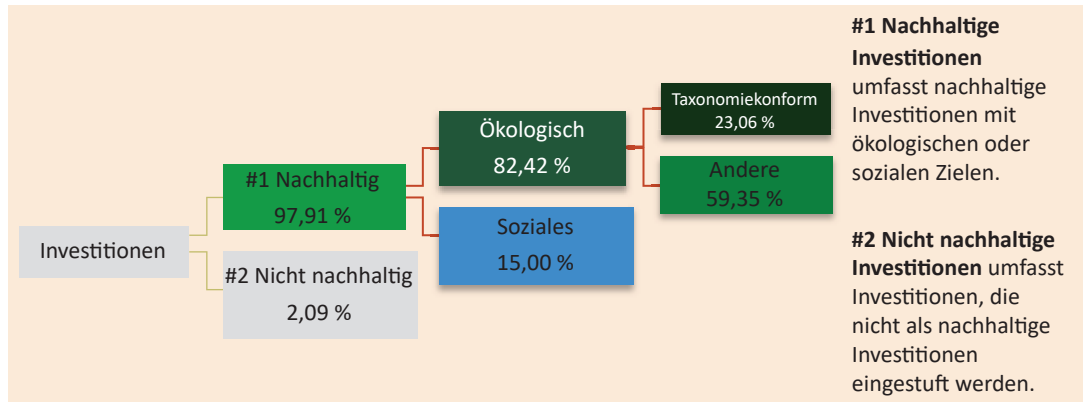 Investitionen
#1 Nachhaltig
97,91 %
#2 Nicht nachhaltig
2,09 %
Ökologisch
82,42 %
Soziales
15,00 %
Taxonomiekonform
23,06 %
Andere
59,35 %
#1 Nachhaltige
Investitionen
umfasst nachhaltige
Investitionen mit
ökologischen oder
sozialen Zielen.
#2 Nicht nachhaltige
Investitionen umfasst
Investitionen, die
nicht als nachhaltige
Investitionen
eingestuft werden.